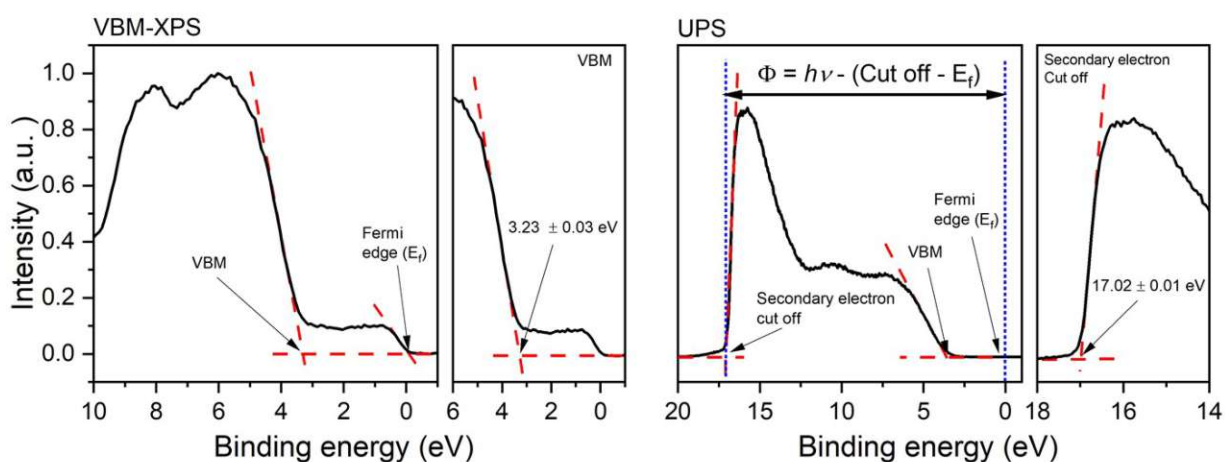 VBM-XPS
UPS
Intensity (a.u.)
1.0
0.8
0.6
0.4
0.2
0.0
VBM
Fermi
edge (E_f)
10 8 6 4 2 0
Binding energy (eV)
VBM
3.23 ± 0.03 eV
6 4 2 0
Φ = hν - (Cut off - E_f)
Fermi
edge (E_f)
VBM
Secondary electron
cut off
20 15 10 5 0
Binding energy (eV)
Secondary electron
Cut off
17.02 ± 0.01 eV
18 16 14